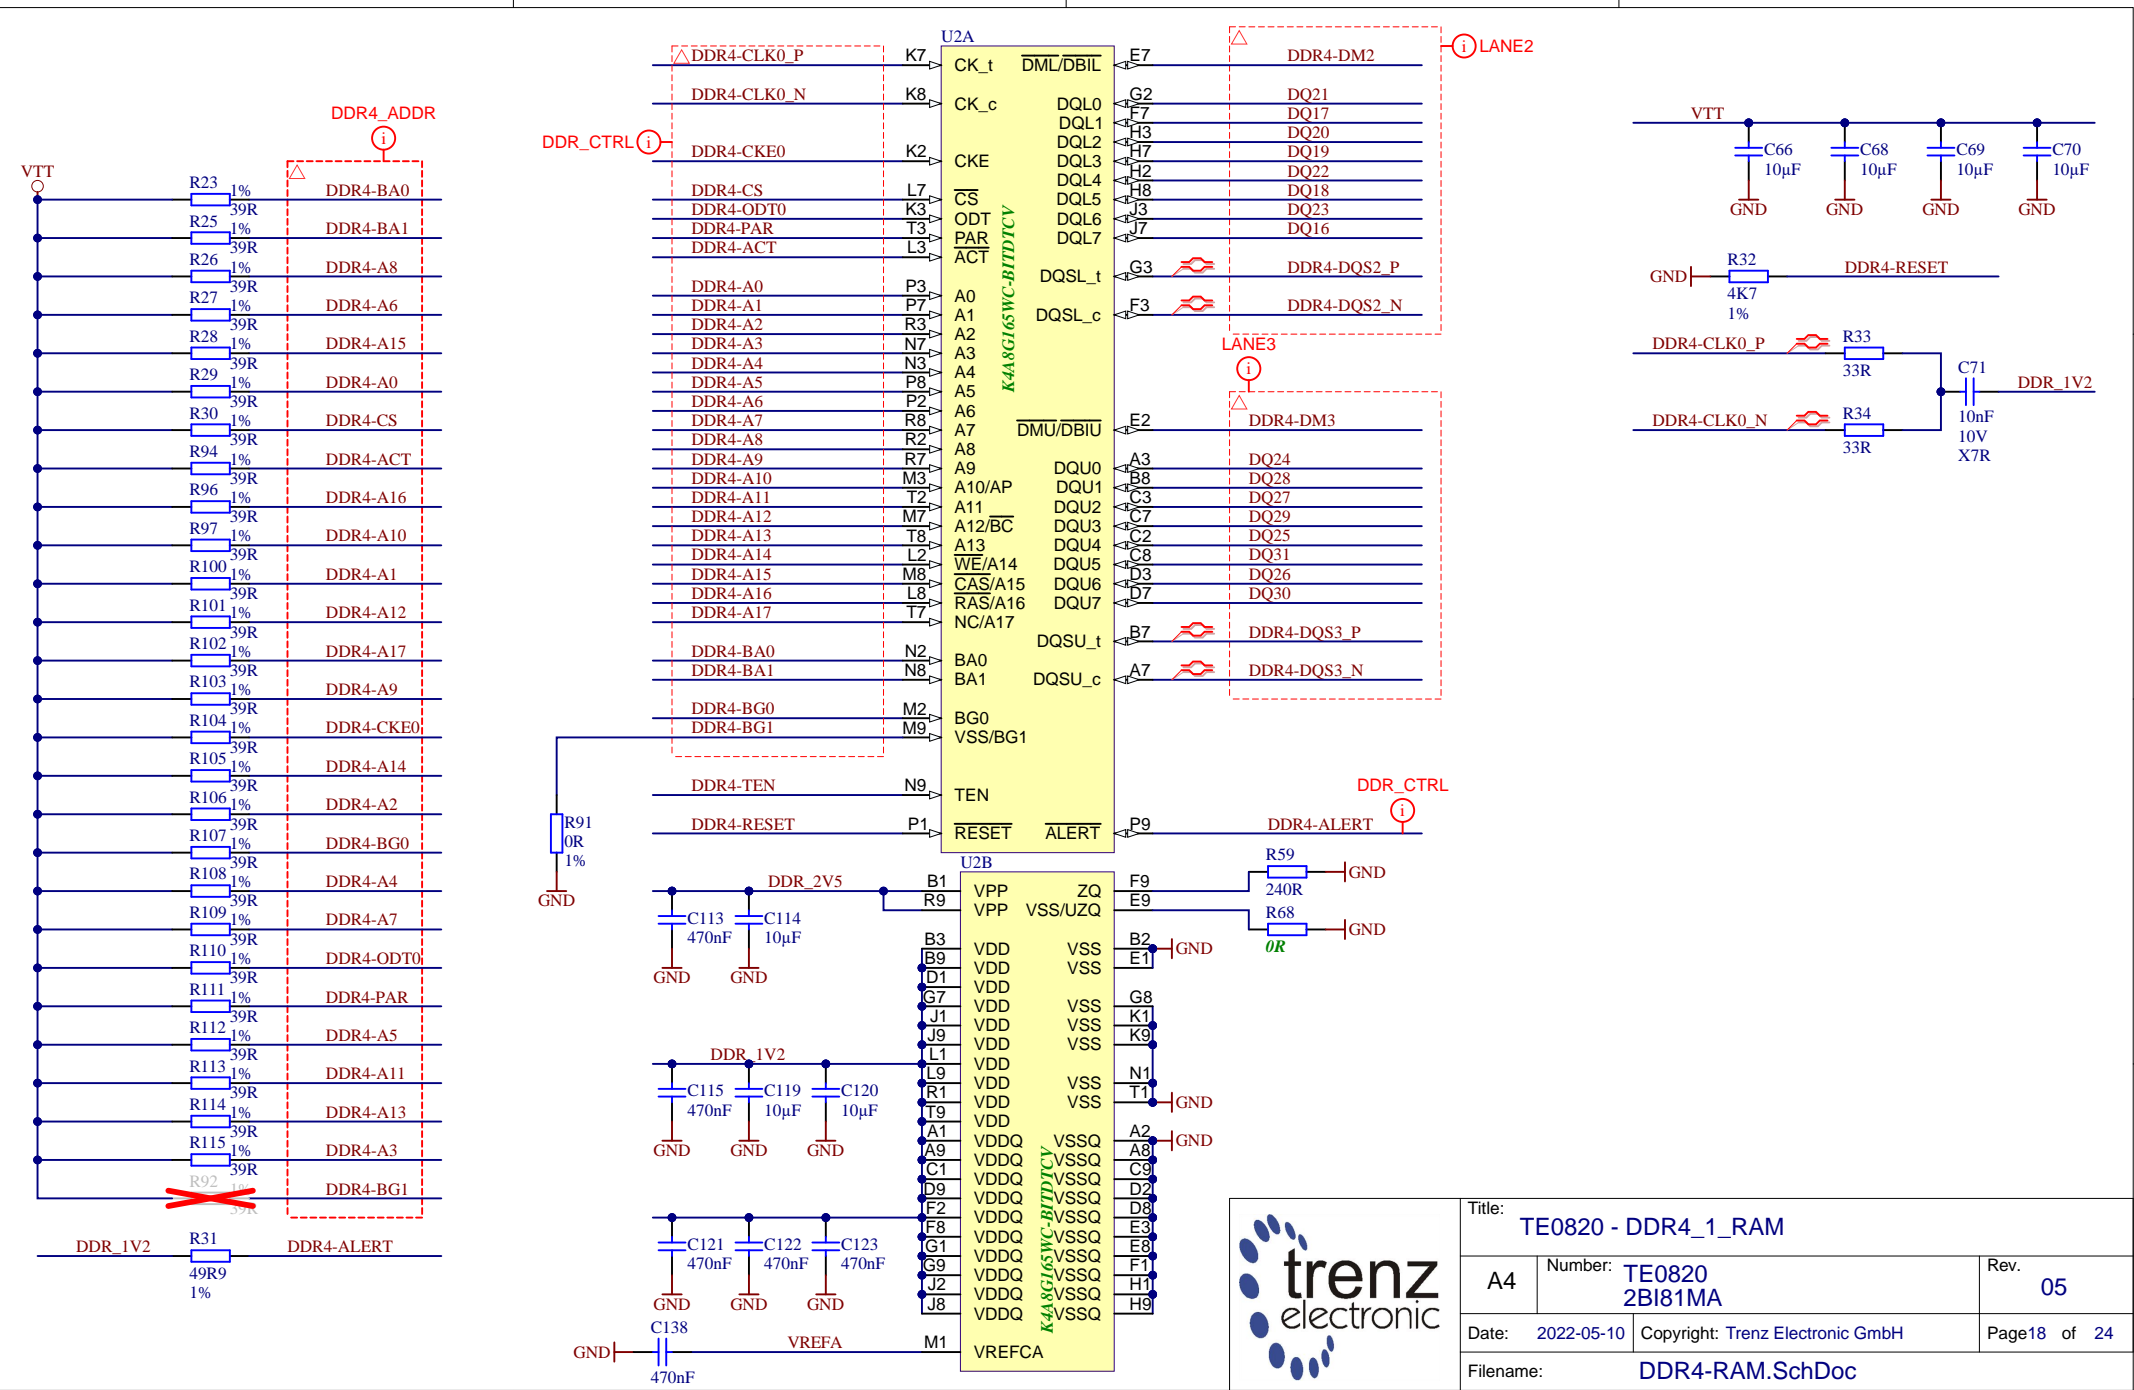 DDR4_ADDR
VTT
R23 1% 39R DDR4-BA0
R25 1% 39R DDR4-BA1
R26 1% 39R DDR4-A8
R27 1% 39R DDR4-A6
R28 1% 39R DDR4-A15
R29 1% 39R DDR4-A0
R30 1% 39R DDR4-CS
R94 1% 39R DDR4-ACT
R96 1% 39R DDR4-A16
R97 1% 39R DDR4-A10
R100 1% 39R DDR4-A1
R101 1% 39R DDR4-A12
R102 1% 39R DDR4-A17
R103 1% 39R DDR4-A9
R104 1% 39R DDR4-CKE0
R105 1% 39R DDR4-A14
R106 1% 39R DDR4-A2
R107 1% 39R DDR4-BG0
R108 1% 39R DDR4-A4
R109 1% 39R DDR4-A7
R110 1% 39R DDR4-ODT0
R111 1% 39R DDR4-PAR
R112 1% 39R DDR4-A5
R113 1% 39R DDR4-A11
R114 1% 39R DDR4-A13
R115 1% 39R DDR4-A3
R92 1% 39R DDR4-BG1
DDR_1V2 R31 DDR4-ALERT
49R9
1%
U2A
DDR_CTRL
K4A8G165WC-BITDTCV
DDR4-CLK0_P K7 CK_t
DDR4-CLK0_N K8 CK_c
DDR4-CKE0 K2 CKE
DDR4-CS L7 CS
DDR4-ODT0 K3 ODT
DDR4-PAR T3 PAR
DDR4-ACT L3 ACT
DDR4-A0 P3 A0
DDR4-A1 P7 A1
DDR4-A2 R3 A2
DDR4-A3 N7 A3
DDR4-A4 N3 A4
DDR4-A5 P8 A5
DDR4-A6 P2 A6
DDR4-A7 R8 A7
DDR4-A8 R2 A8
DDR4-A9 R7 A9
DDR4-A10 M3 A10/AP
DDR4-A11 T2 A11
DDR4-A12 M7 A12/BC
DDR4-A13 T8 A13
DDR4-A14 L2 WE/A14
DDR4-A15 M8 CAS/A15
DDR4-A16 L8 RAS/A16
DDR4-A17 T7 NC/A17
DDR4-BA0 N2 BA0
DDR4-BA1 N8 BA1
DDR4-BG0 M2 BG0
DDR4-BG1 M9 VSS/BG1
DDR4-TEN N9 TEN
DDR4-RESET P1 RESET
R91
0R
1%
GND
LANE2
DML/DBIL E7 DDR4-DM2
DQL0 G2 DQ21
DQL1 F7 DQ17
DQL2 H3 DQ20
DQL3 H7 DQ19
DQL4 H2 DQ22
DQL5 H8 DQ18
DQL6 J3 DQ23
DQL7 J7 DQ16
DQSL_t G3 DDR4-DQS2_P
DQSL_c F3 DDR4-DQS2_N
LANE3
DMU/DBIU E2 DDR4-DM3
DQU0 A3 DQ24
DQU1 B8 DQ28
DQU2 C3 DQ27
DQU3 C7 DQ29
DQU4 C2 DQ25
DQU5 C8 DQ31
DQU6 D3 DQ26
DQU7 D7 DQ30
DQSU_t B7 DDR4-DQS3_P
DQSU_c A7 DDR4-DQS3_N
DDR_CTRL
ALERT P9 DDR4-ALERT
VTT
C66 C68 C69 C70
10µF 10µF 10µF 10µF
GND GND GND GND
R32
GND DDR4-RESET
4K7
1%
DDR4-CLK0_P R33
33R
C71 DDR_1V2
10nF
10V
X7R
DDR4-CLK0_N R34
33R
U2B
K4A8G165WC-BITDTCV
DDR_2V5 B1 VPP
R9 VPP
C113 C114
470nF 10µF
GND GND
B3 VDD
B9 VDD
D1 VDD
G7 VDD
J1 VDD
J9 VDD
DDR_1V2 L1 VDD
L9 VDD
R1 VDD
T9 VDD
C115 C119 C120
470nF 10µF 10µF
GND GND GND
A1 VDDQ
A9 VDDQ
C1 VDDQ
D9 VDDQ
F2 VDDQ
F8 VDDQ
G1 VDDQ
G9 VDDQ
J2 VDDQ
J8 VDDQ
C121 C122 C123
470nF 470nF 470nF
GND GND GND
C138
GND VREFA M1 VREFCA
470nF
ZQ F9 R59 GND
240R
VSS/UZQ E9 R68 GND
0R
VSS B2 GND
VSS E1
VSS G8
VSS K1
VSS K9
VSS N1
VSS T1 GND
VSSQ A2 GND
VSSQ A8
VSSQ C9
VSSQ D2
VSSQ D8
VSSQ E3
VSSQ E8
VSSQ F1
VSSQ H1
VSSQ H9
trenz
electronic
Title:
TE0820 - DDR4_1_RAM
A4 Number: TE0820
2BI81MA
Rev.
05
Date: 2022-05-10 Copyright: Trenz Electronic GmbH Page18 of 24
Filename: DDR4-RAM.SchDoc